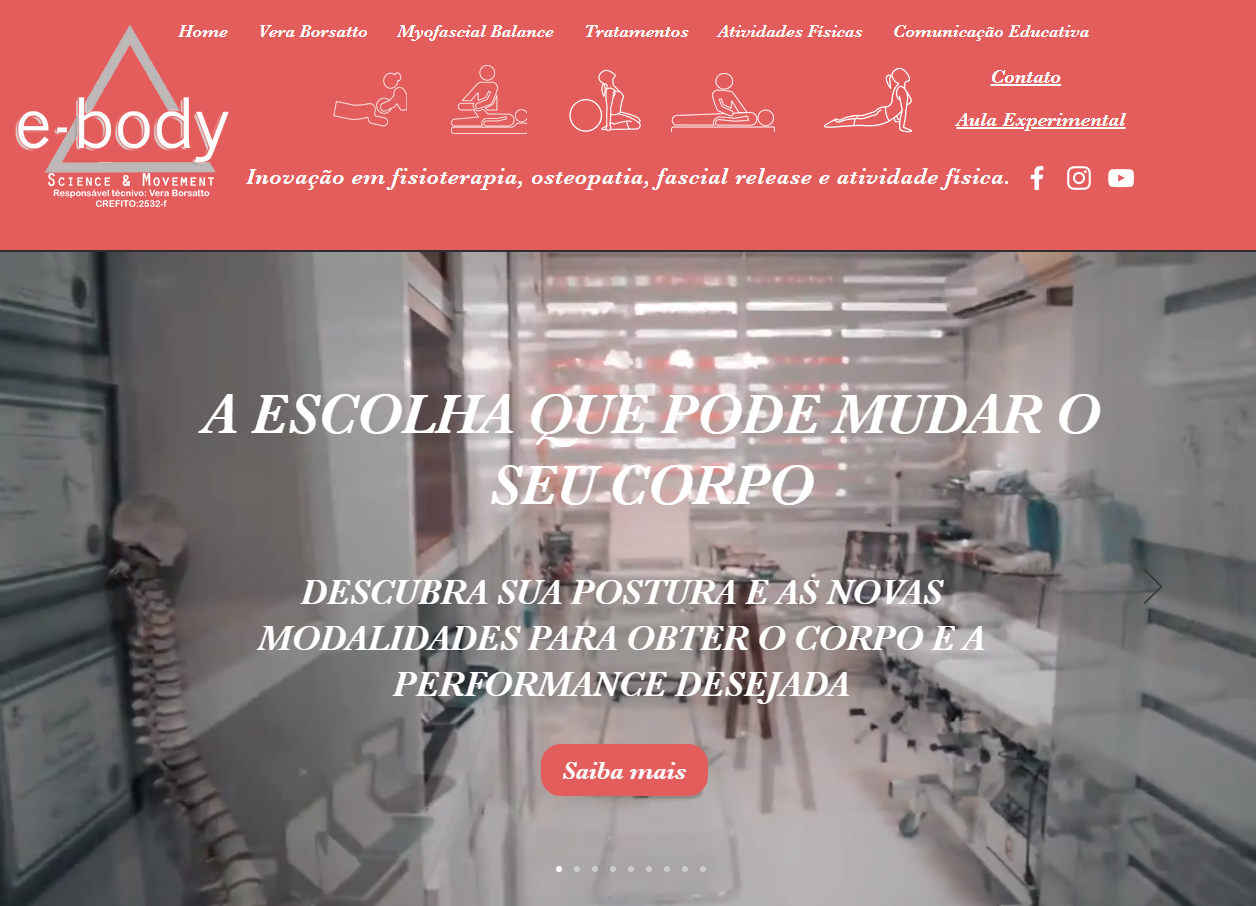 Home Vera Borsatto Myofascial Balance Tratamentos Atividades Físicas Comunicação Educativa
Contato
Aula Experimental
e-body
SCIENCE & MOVEMENT
Responsável técnivo: Vera Borsatto
CREFITO:2532-f
Inovação em fisioterapia, osteopatia, fascial release e atividade física.
A ESCOLHA QUE PODE MUDAR O
SEU CORPO
DESCUBRA SUA POSTURA E AS NOVAS
MODALIDADES PARA OBTER O CORPO E A
PERFORMANCE DESEJADA
Saiba mais